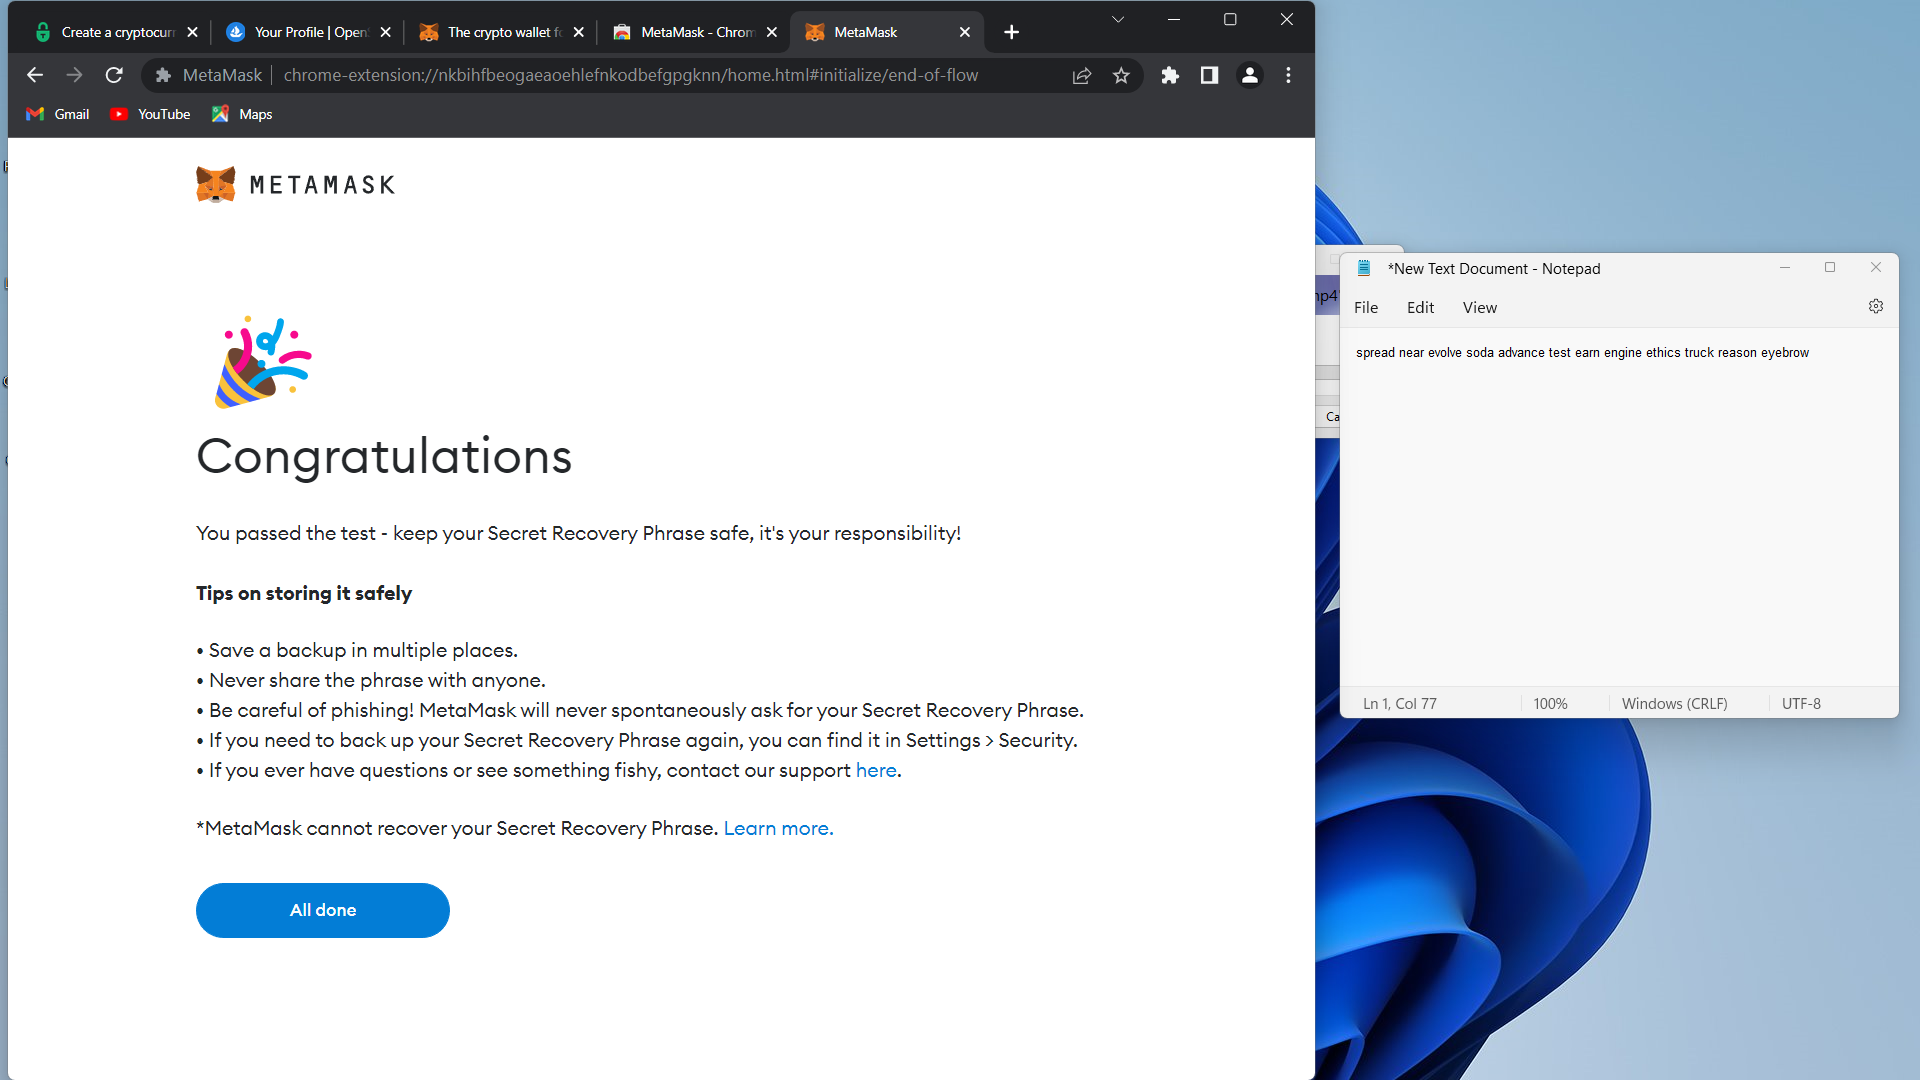 Create a cryptocurr
Your Profile | Open
The crypto wallet fo
MetaMask - Chrom
MetaMask
MetaMask
chrome-extension://nkbihfbeogaeaoehlefnkodbefgpgknn/home.html#initialize/end-of-flow
Gmail
YouTube
Maps
METAMASK
Congratulations
You passed the test - keep your Secret Recovery Phrase safe, it's your responsibility!
Tips on storing it safely
• Save a backup in multiple places.
• Never share the phrase with anyone.
• Be careful of phishing! MetaMask will never spontaneously ask for your Secret Recovery Phrase.
• If you need to back up your Secret Recovery Phrase again, you can find it in Settings > Security.
• If you ever have questions or see something fishy, contact our support here.
*MetaMask cannot recover your Secret Recovery Phrase. Learn more.
All done
np4'
Ca
*New Text Document - Notepad
File Edit View
spread near evolve soda advance test earn engine ethics truck reason eyebrow
Ln 1, Col 77
100%
Windows (CRLF)
UTF-8